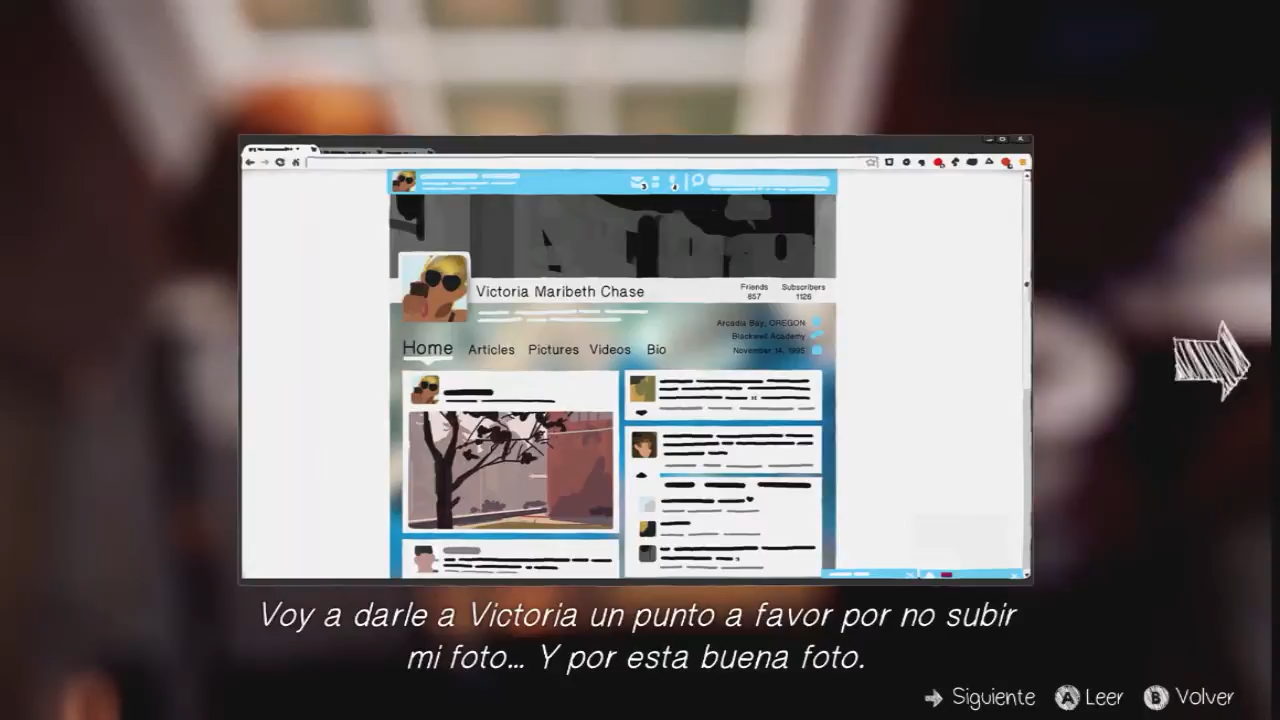 Victoria Maribeth Chase
Friends Subscribers
857 1126
Arcadia Bay, OREGON
Blackwell Academy
November 14, 1995
Home Articles Pictures Videos Bio
Voy a darle a Victoria un punto a favor por no subir
mi foto... Y por esta buena foto.
Siguiente A Leer B Volver